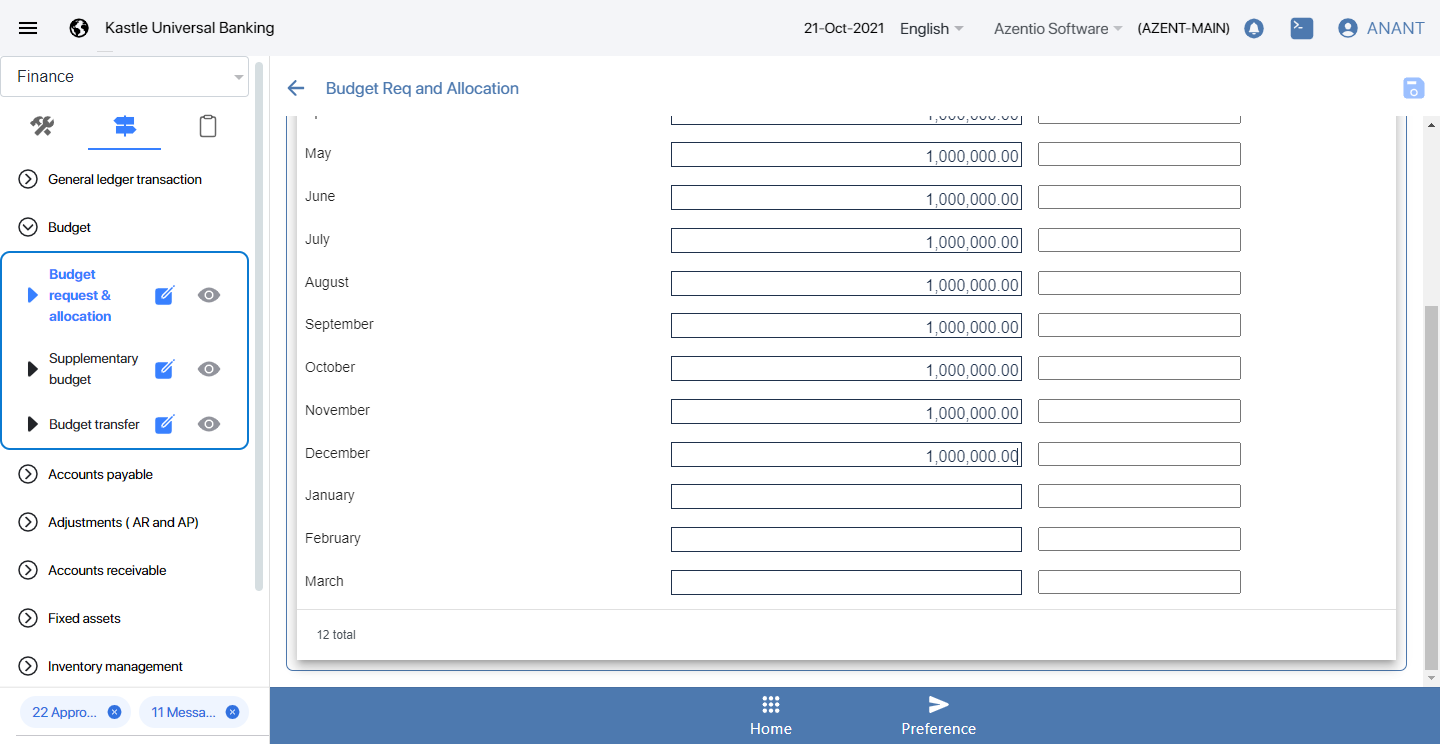 Kastle Universal Banking
21-Oct-2021
English
Azentio Software
(AZENT-MAIN)
ANANT
Finance
Budget Req and Allocation
General ledger transaction
Budget
Budget
request &
allocation
Supplementary
budget
Budget transfer
Accounts payable
Adjustments ( AR and AP)
Accounts receivable
Fixed assets
Inventory management
22 Appro...
11 Messa...
1,000,000.00
May 1,000,000.00
June 1,000,000.00
July 1,000,000.00
August 1,000,000.00
September 1,000,000.00
October 1,000,000.00
November 1,000,000.00
December 1,000,000.00
January
February
March
12 total
Home
Preference